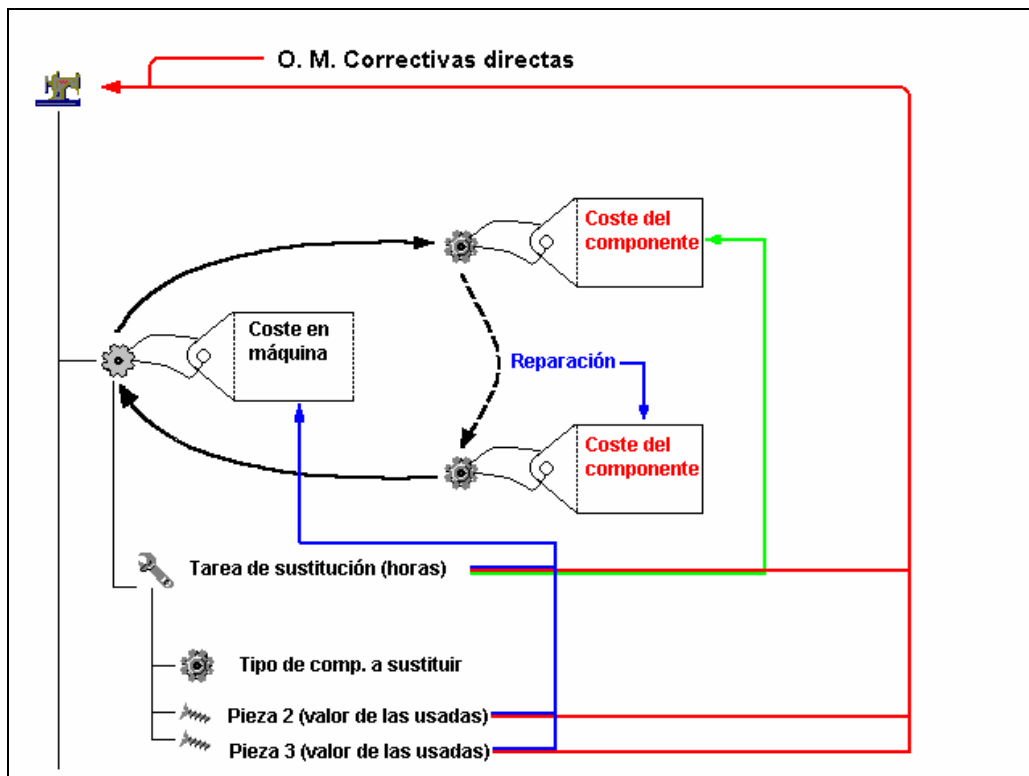 O. M. Correctivas directas
Coste del
componente
Coste en
máquina
Reparación
Coste del
componente
Tarea de sustitución (horas)
Tipo de comp. a sustituir
Pieza 2 (valor de las usadas)
Pieza 3 (valor de las usadas)